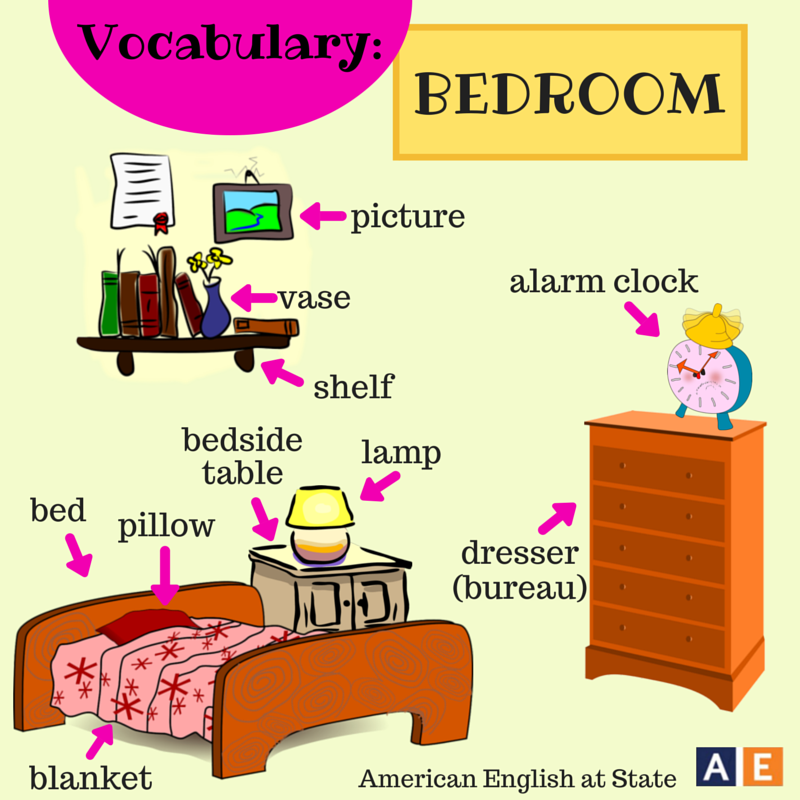 Vocabulary:
BEDROOM
picture
vase
alarm clock
shelf
bedside
table
lamp
bed
pillow
dresser
(bureau)
blanket
American English at State
A E